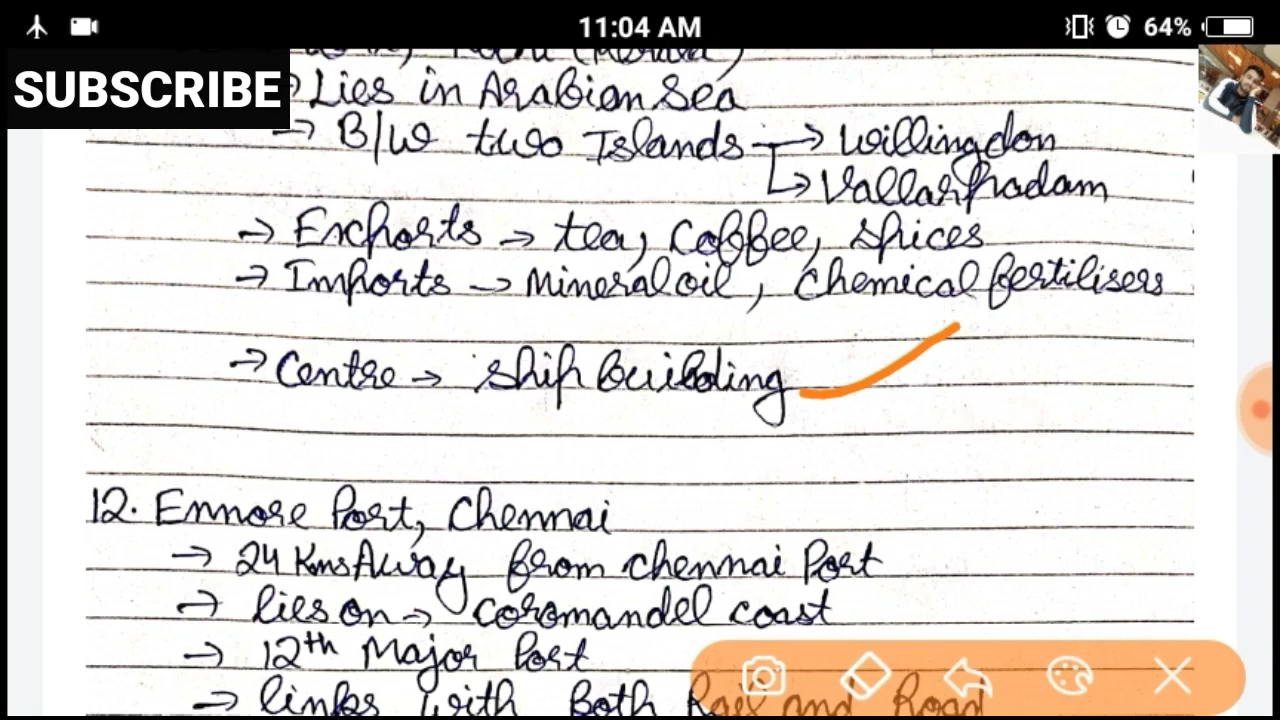 11:04 AM
64%
SUBSCRIBE
Kochi (Kerala)
→ Lies in Arabian Sea
→ B/W two Islands → Willingdon
→ Vallarpadam
→ Exports → tea, Coffee, Spices
→ Imports → Mineral oil, Chemical fertilisers
→ Centre → Ship building
12. Ennore Port, Chennai
→ 24 Kms Away from Chennai Port
→ lies on → Coromandel coast
→ 12th Major Port
→ links with Both Rail and Road